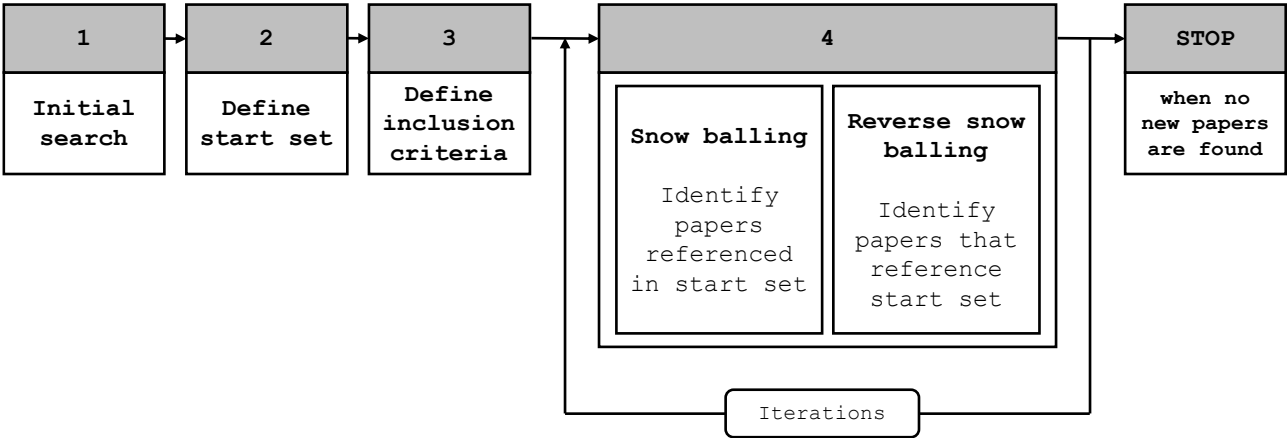 1
Initial
search
2
Define
start set
3
Define
inclusion
criteria
4
Snow balling
Identify
papers
referenced
in start set
Reverse snow
balling
Identify
papers that
reference
start set
STOP
when no
new papers
are found
Iterations